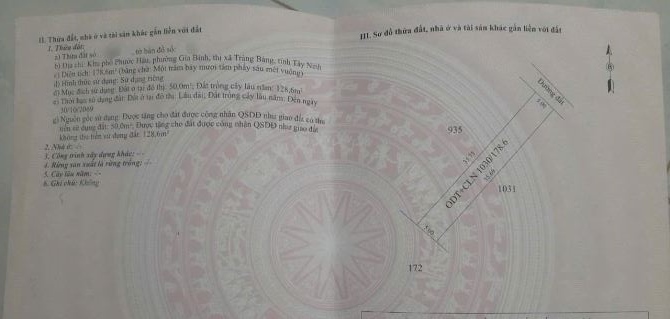 II. Thửa đất, nhà ở và tài sản khác gắn liền với đất
1. Thửa đất:
a) Thửa đất số: , tờ bản đồ số:
b) Địa chỉ: Khu phố Phước Hậu, phường Gia Bình, thị xã Trảng Bàng, tỉnh Tây Ninh
c) Diện tích: 178,6m² (bằng chữ: Một trăm bảy mươi tám phẩy sáu mét vuông)
d) Hình thức sử dụng: Sử dụng riêng
đ) Mục đích sử dụng: Đất ở tại đô thị: 50,0m²; Đất trồng cây lâu năm: 128,6m²
e) Thời hạn sử dụng đất: Đất ở tại đô thị: Lâu dài; Đất trồng cây lâu năm: Đến ngày
30/10/2069
g) Nguồn gốc sử dụng: Được tặng cho đất được công nhận QSDĐ như giao đất có thu
tiền sử dụng đất: 50,0m²; Được tặng cho đất được công nhận QSDĐ như giao đất
không thu tiền sử dụng đất: 128,6m²
2. Nhà ở: -/-
3. Công trình xây dựng khác: -/-
4. Rừng sản xuất là rừng trồng: -/-
5. Cây lâu năm: -/-
6. Ghi chú: Không
III. Sơ đồ thửa đất, nhà ở và tài sản khác gắn liền với đất
Đường đất
5.00
935
ODT+CLN 1030/178.6
1031
5.00
172